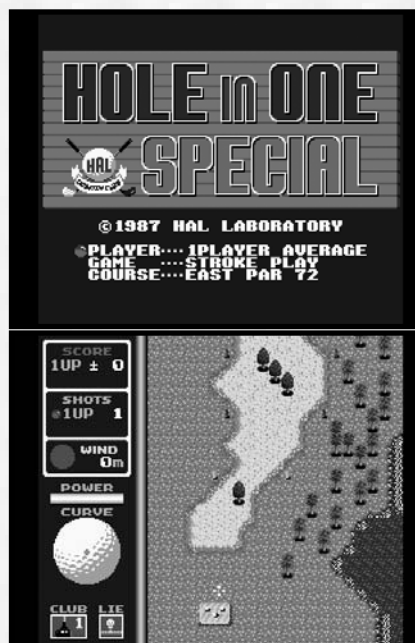 HOLE in ONE
HAL
SPECIAL
©1987 HAL LABORATORY
PLAYER····1PLAYER AVERAGE
GAME ····STROKE PLAY
COURSE····EAST PAR 72
SCORE
1UP ± 0
SHOTS
1UP 1
WIND
0m
POWER
CURVE
CLUB LIE
1